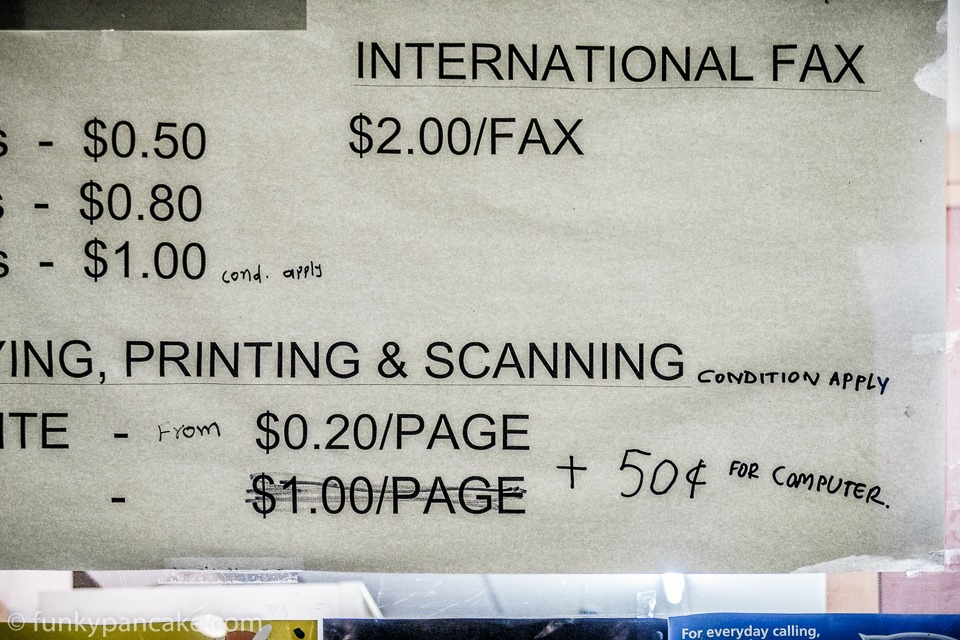 INTERNATIONAL FAX
s - $0.50 $2.00/FAX
s - $0.80
s - $1.00 cond. apply
YING, PRINTING & SCANNING CONDITION APPLY
ITE - From $0.20/PAGE
- $1.00/PAGE + 50¢ FOR COMPUTER.
© funkypancake.com
For everyday calling,